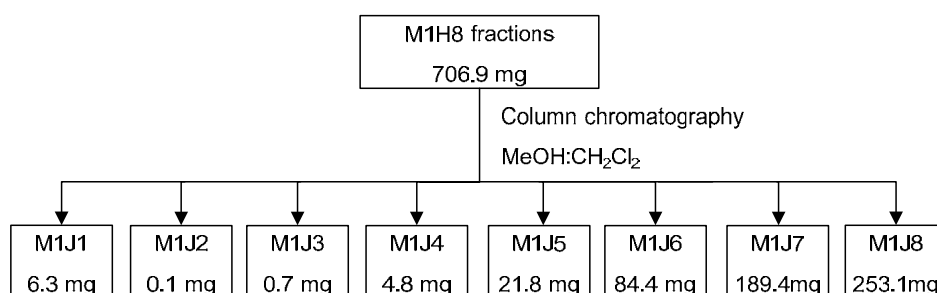 M1H8 fractions
706.9 mg
Column chromatography
MeOH:CH₂Cl₂
M1J1 M1J2 M1J3 M1J4 M1J5 M1J6 M1J7 M1J8
6.3 mg 0.1 mg 0.7 mg 4.8 mg 21.8 mg 84.4 mg 189.4mg 253.1mg